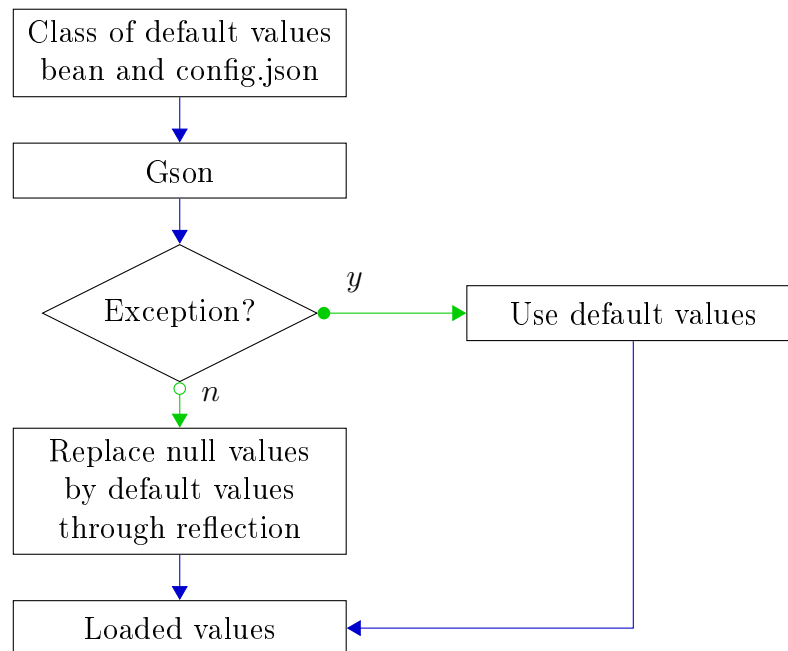 Class of default values
bean and config.json
Gson
Exception?
y
Use default values
n
Replace null values
by default values
through reflection
Loaded values